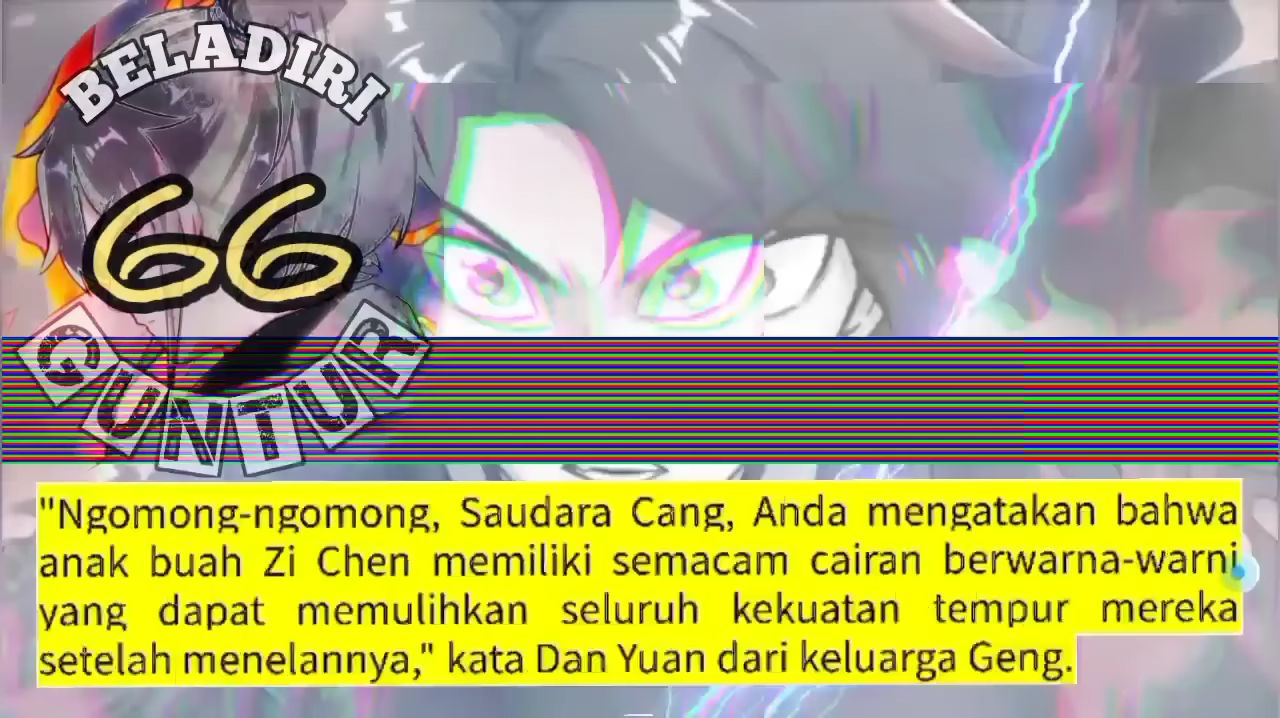 BELADIRI
66
GUNTUR
"Ngomong-ngomong, Saudara Cang, Anda mengatakan bahwa
anak buah Zi Chen memiliki semacam cairan berwarna-warni
yang dapat memulihkan seluruh kekuatan tempur mereka
setelah menelannya," kata Dan Yuan dari keluarga Geng.